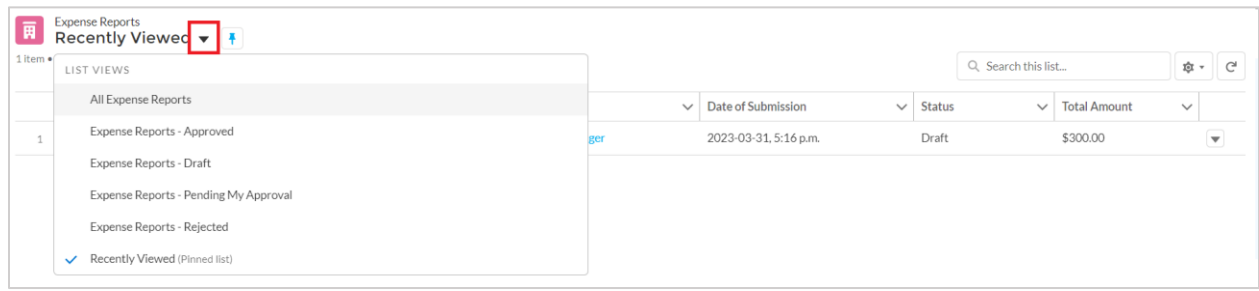 Expense Reports
Recently Viewed
1 item •
Search this list...
LIST VIEWS
All Expense Reports
Expense Reports - Approved
Expense Reports - Draft
Expense Reports - Pending My Approval
Expense Reports - Rejected
Recently Viewed (Pinned list)
Date of Submission Status Total Amount
1 ger 2023-03-31, 5:16 p.m. Draft $300.00